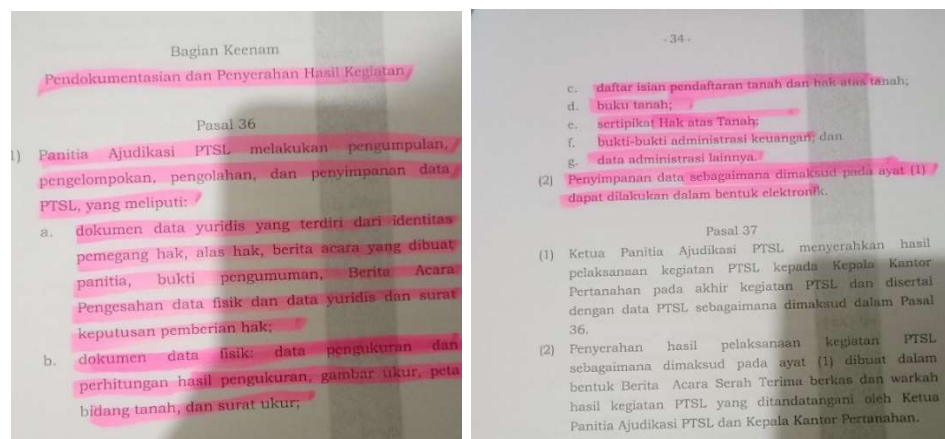 Bagian Keenam
Pendokumentasian dan Penyerahan Hasil Kegiatan
Pasal 36
1) Panitia Ajudikasi PTSL melakukan pengumpulan,
pengelompokan, pengolahan, dan penyimpanan data
PTSL, yang meliputi:
a. dokumen data yuridis yang terdiri dari identitas
pemegang hak, alas hak, berita acara yang dibuat
panitia, bukti pengumuman, Berita Acara
Pengesahan data fisik dan data yuridis dan surat
keputusan pemberian hak;
b. dokumen data fisik: data pengukuran dan
perhitungan hasil pengukuran, gambar ukur, peta
bidang tanah, dan surat ukur;
- 34 -
c. daftar isian pendaftaran tanah dan hak atas tanah;
d. buku tanah;
e. sertipikat Hak atas Tanah;
f. bukti-bukti administrasi keuangan; dan
g. data administrasi lainnya.
(2) Penyimpanan data sebagaimana dimaksud pada ayat (1)
dapat dilakukan dalam bentuk elektronik.
Pasal 37
(1) Ketua Panitia Ajudikasi PTSL menyerahkan hasil
pelaksanaan kegiatan PTSL kepada Kepala Kantor
Pertanahan pada akhir kegiatan PTSL dan disertai
dengan data PTSL sebagaimana dimaksud dalam Pasal
36.
(2) Penyerahan hasil pelaksanaan kegiatan PTSL
sebagaimana dimaksud pada ayat (1) dibuat dalam
bentuk Berita Acara Serah Terima berkas dan warkah
hasil kegiatan PTSL yang ditandatangani oleh Ketua
Panitia Ajudikasi PTSL dan Kepala Kantor Pertanahan.